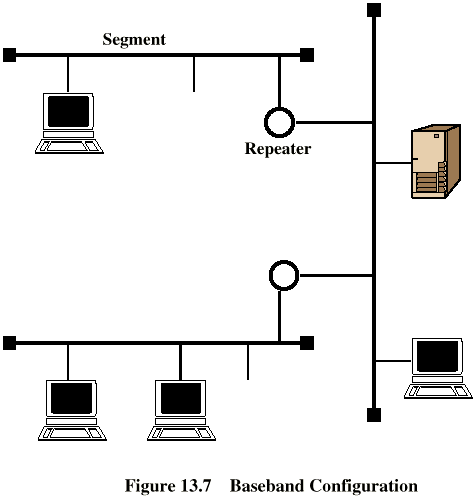 Segment
Repeater
Figure 13.7 Baseband Configuration